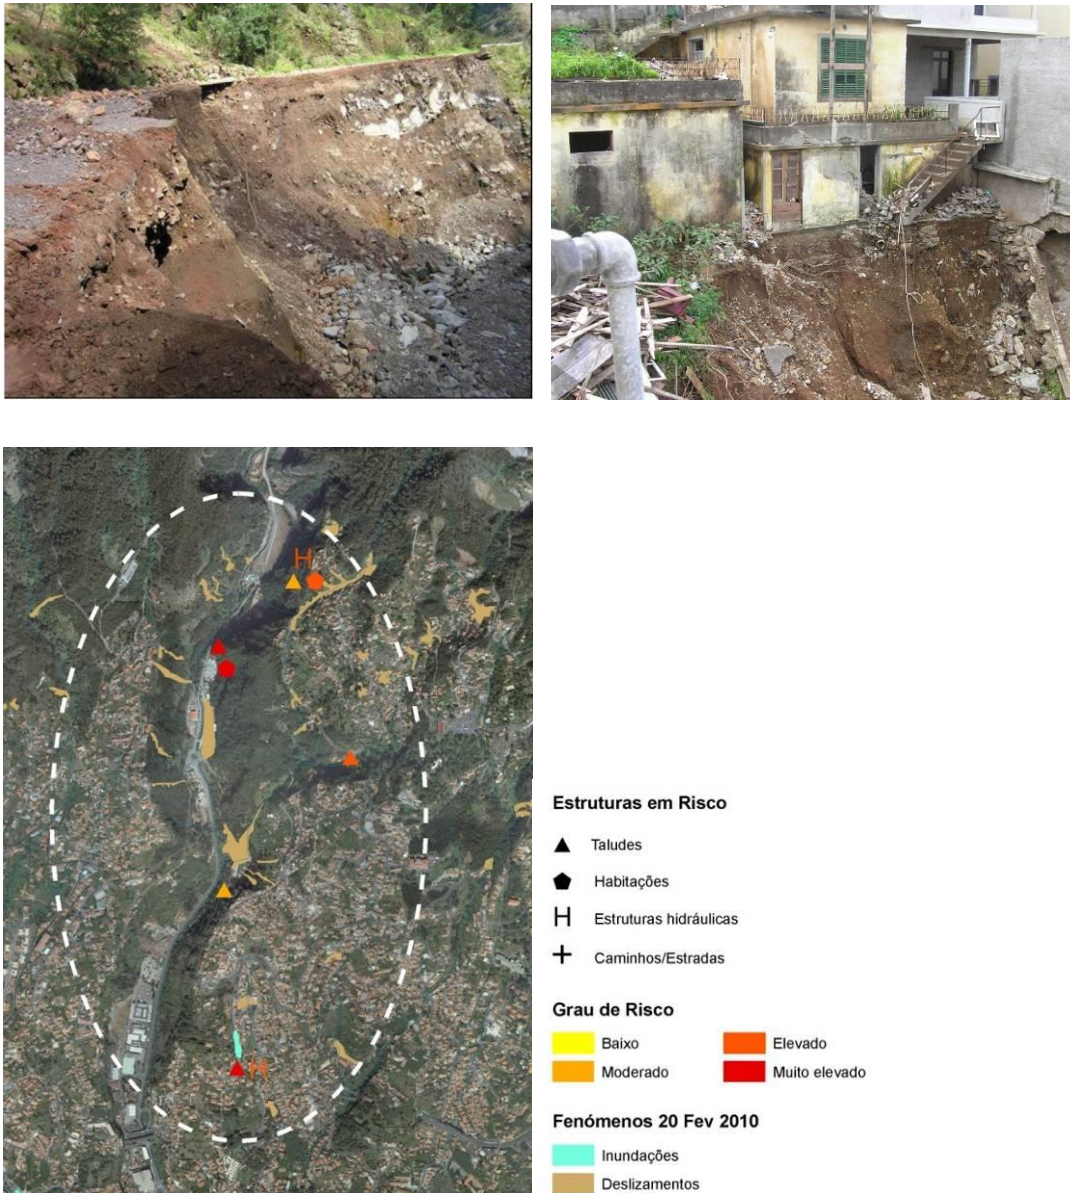 H
H
Estruturas em Risco
Taludes
Habitações
H Estruturas hidráulicas
Caminhos/Estradas
Grau de Risco
Baixo
Elevado
Moderado
Muito elevado
Fenómenos 20 Fev 2010
Inundações
Deslizamentos